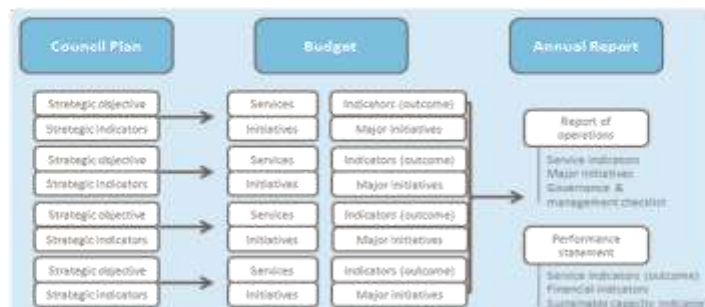 Council Plan
Budget
Annual Report
Strategic objective
Services
Indicators (outcome)
Strategic indicators
Initiatives
Major Initiatives
Strategic objective
Services
Indicators (outcome)
Strategic indicators
Initiatives
Major Initiatives
Strategic objective
Services
Indicators (outcome)
Strategic indicators
Initiatives
Major Initiatives
Strategic objective
Services
Indicators (outcome)
Strategic indicators
Initiatives
Major Initiatives
Report of
operations
Service indicators
Major initiatives
Governance &
management checklist
Performance
statement
Service indicators (outcome)
Financial indicators
Sustainable capacity indicators